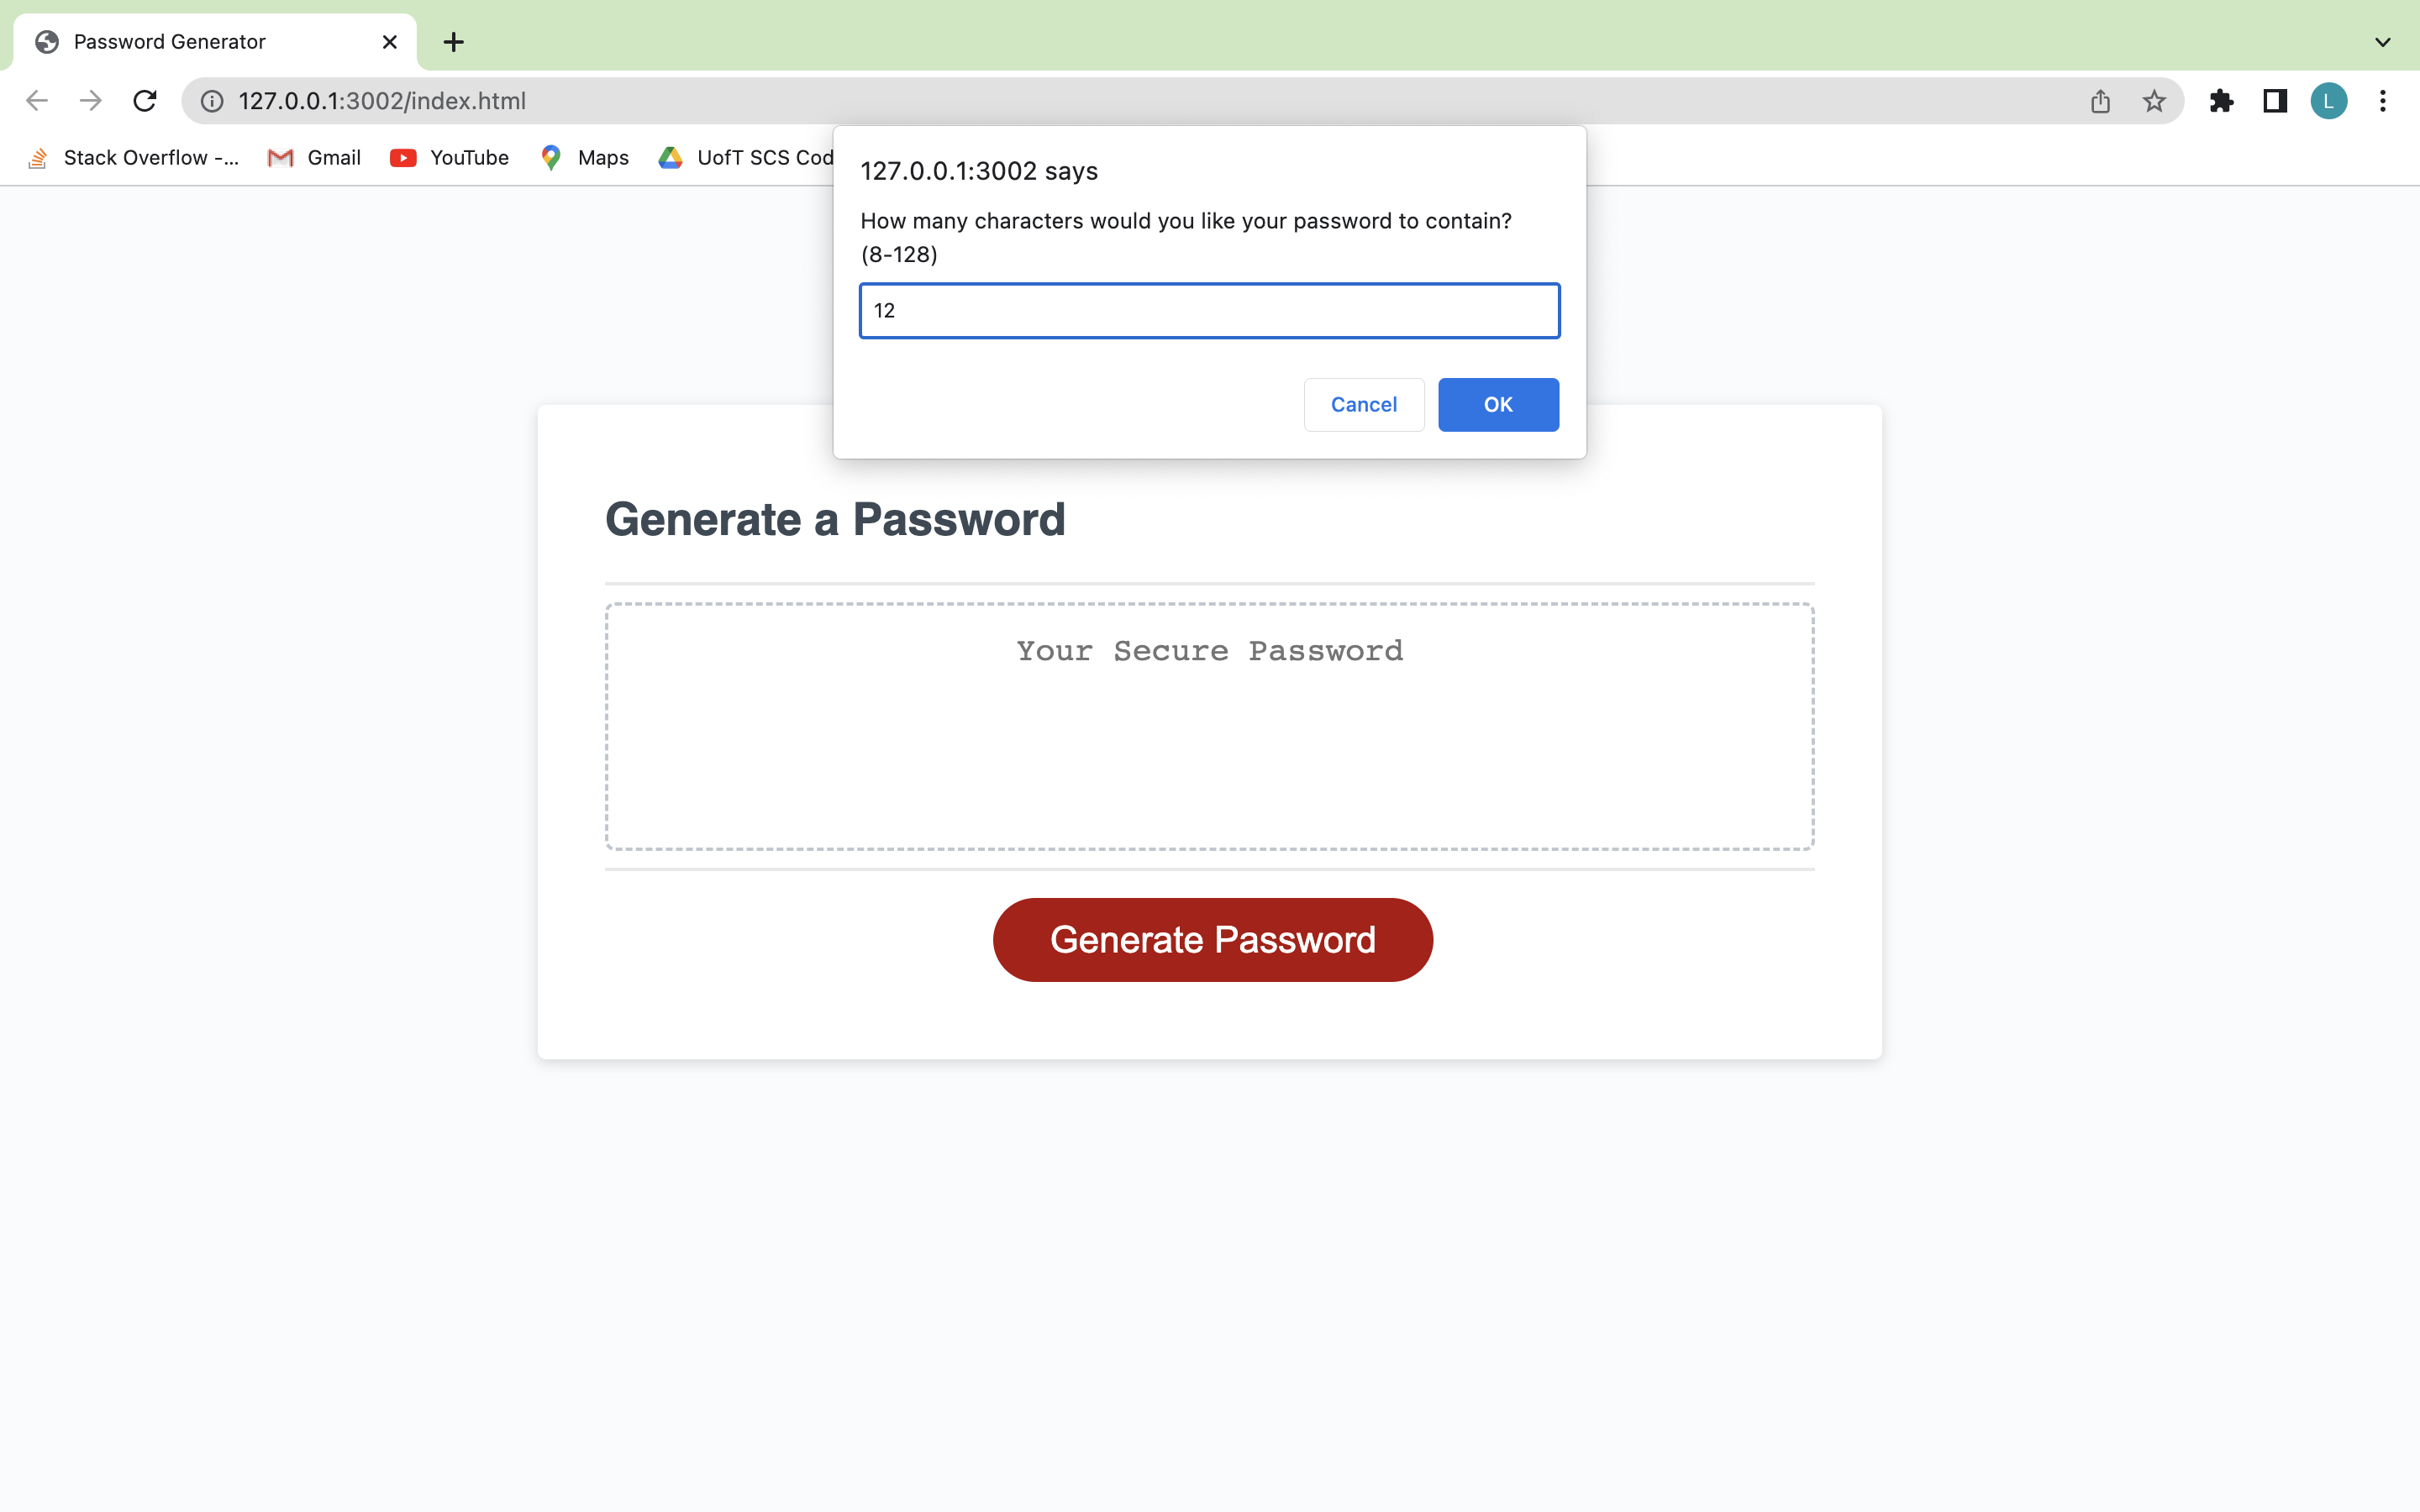 Password Generator
127.0.0.1:3002/index.html
L
Stack Overflow -...
Gmail
YouTube
Maps
UofT SCS Cod
127.0.0.1:3002 says
How many characters would you like your password to contain?
(8-128)
12
Cancel
OK
Generate a Password
Your Secure Password
Generate Password